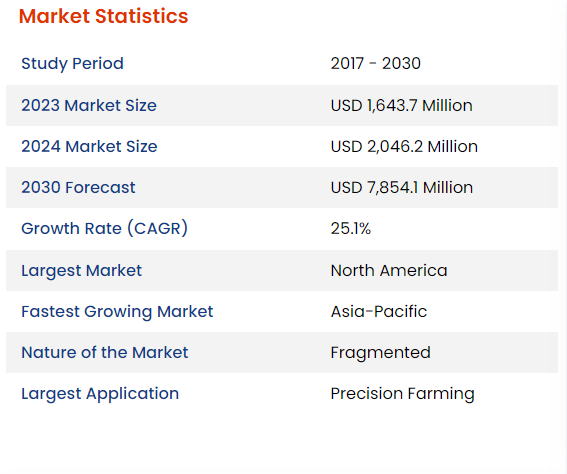 Market Statistics
Study Period 2017 - 2030
2023 Market Size USD 1,643.7 Million
2024 Market Size USD 2,046.2 Million
2030 Forecast USD 7,854.1 Million
Growth Rate (CAGR) 25.1%
Largest Market North America
Fastest Growing Market Asia-Pacific
Nature of the Market Fragmented
Largest Application Precision Farming